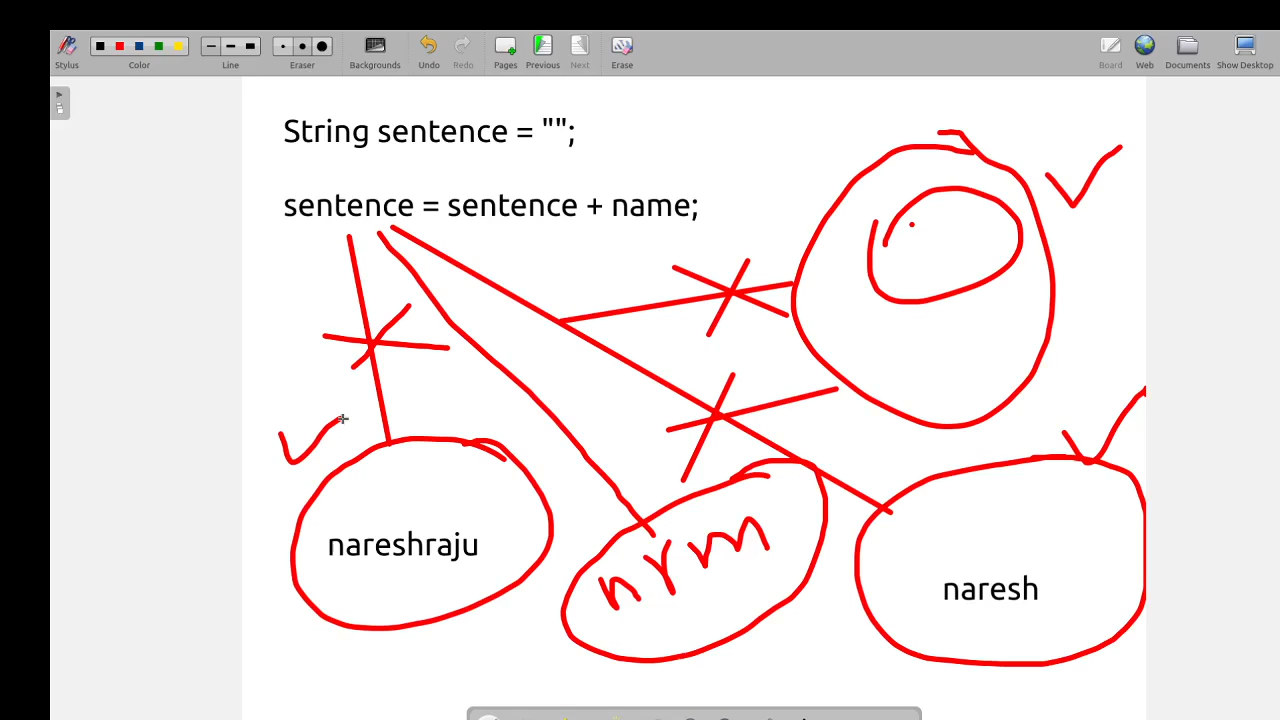 Stylus Color Line Eraser Backgrounds Undo Redo Pages Previous Next Erase Board Web Documents Show Desktop
String sentence = "";
sentence = sentence + name;
nareshraju
nrm
naresh